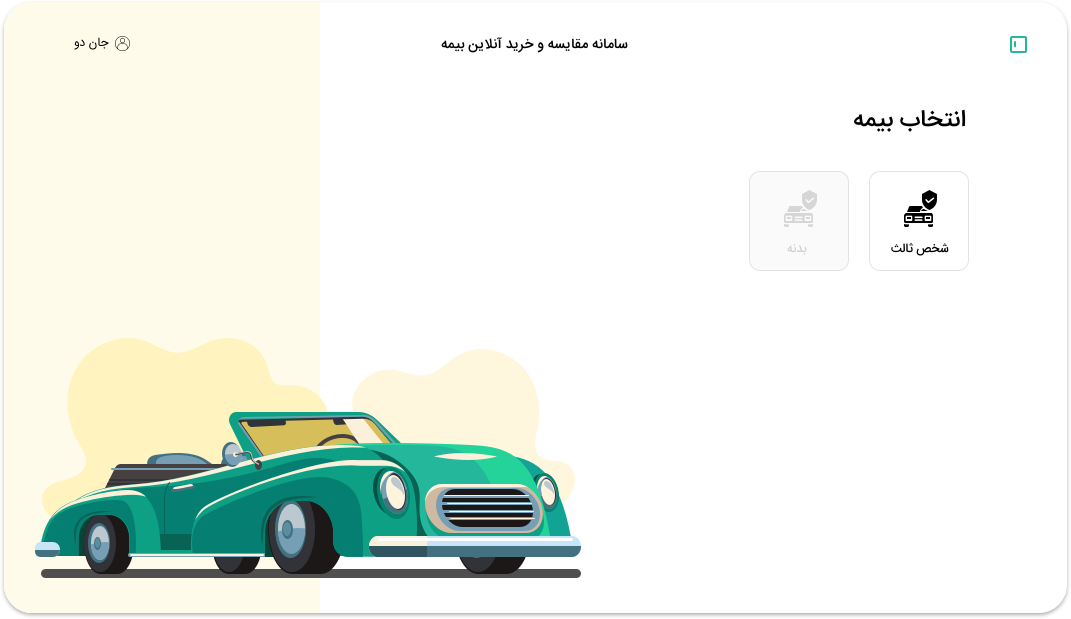 سامانه مقایسه و خرید آنلاین بیمه
جان دو
انتخاب بیمه
شخص ثالث
بدنه